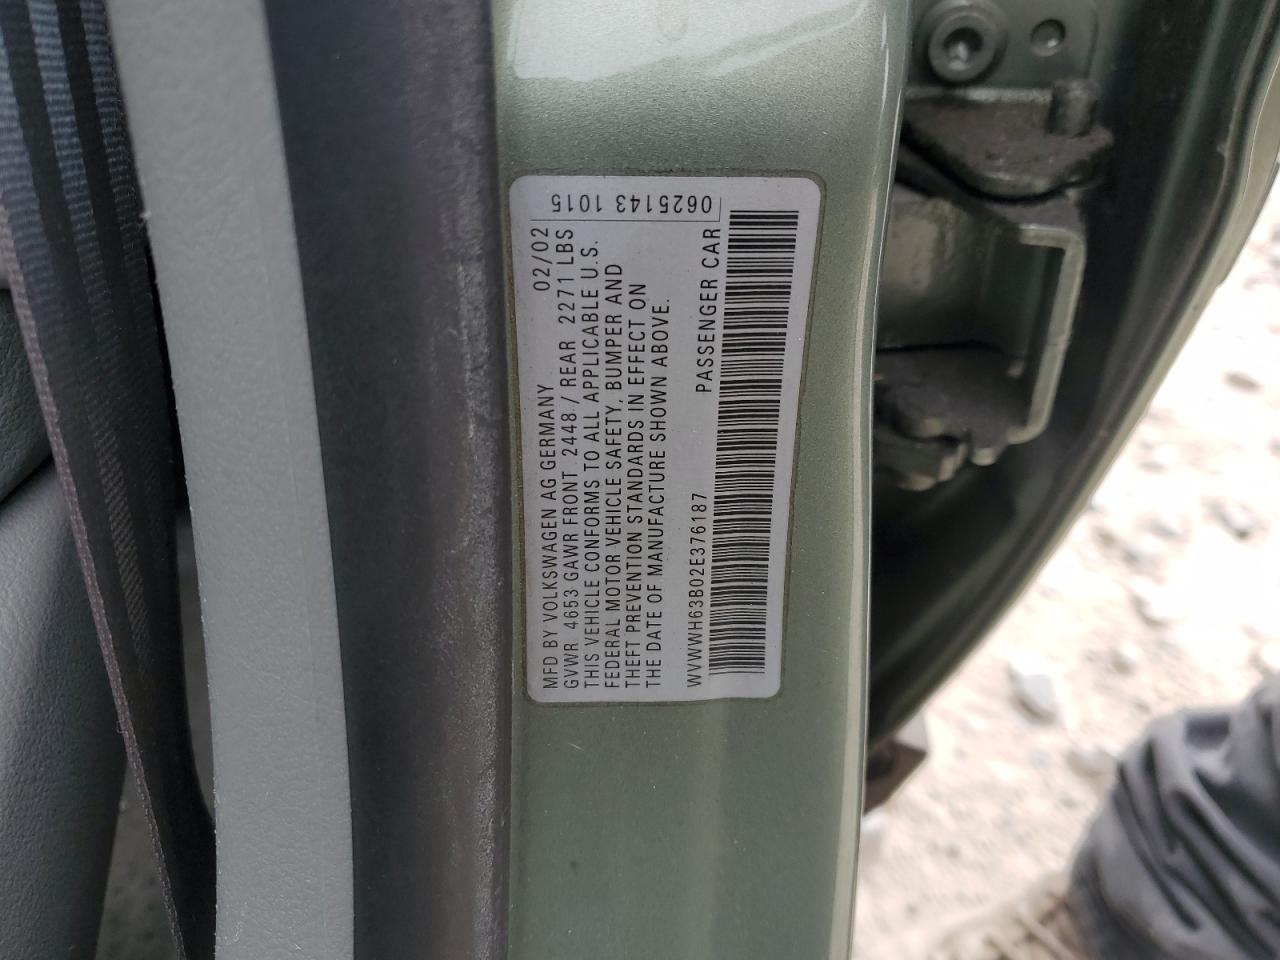 MFD BY VOLKSWAGEN AG GERMANY 02/02
GVWR 4653 GAWR FRONT 2448 / REAR 2271 LBS
THIS VEHICLE CONFORMS TO ALL APPLICABLE U.S.
FEDERAL MOTOR VEHICLE SAFETY, BUMPER AND
THEFT PREVENTION STANDARDS IN EFFECT ON
THE DATE OF MANUFACTURE SHOWN ABOVE.
WVWWH63B02E376187 PASSENGER CAR
0625143 1015